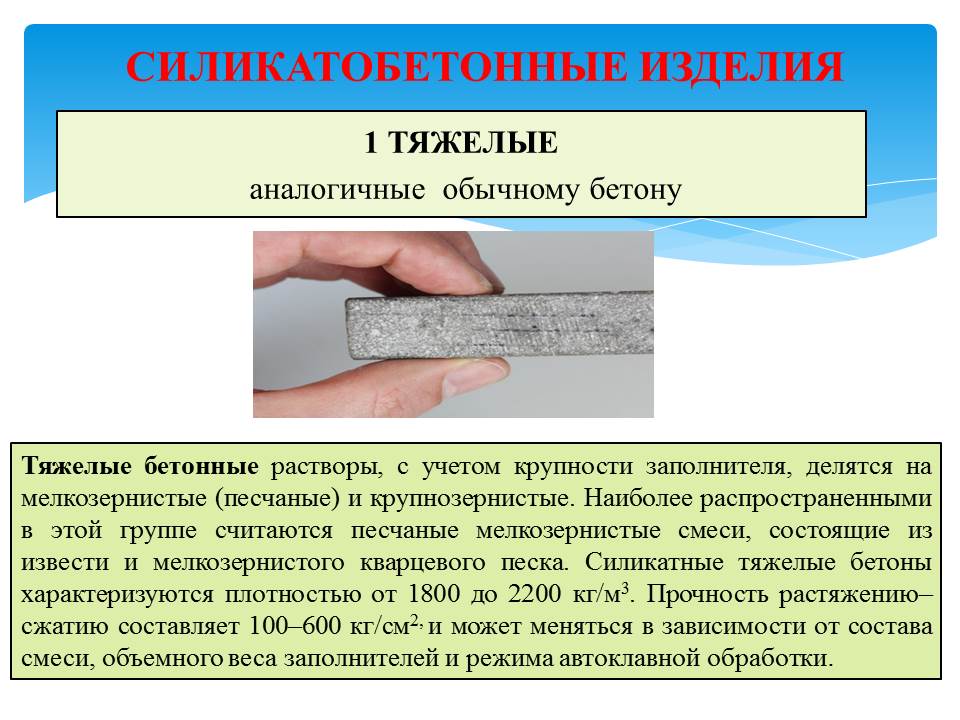 СИЛИКАТОБЕТОННЫЕ ИЗДЕЛИЯ
1 ТЯЖЕЛЫЕ
аналогичные обычному бетону
Тяжелые бетонные растворы, с учетом крупности заполнителя, делятся на
мелкозернистые (песчаные) и крупнозернистые. Наиболее распространенными
в этой группе считаются песчаные мелкозернистые смеси, состоящие из
извести и мелкозернистого кварцевого песка. Силикатные тяжелые бетоны
характеризуются плотностью от 1800 до 2200 кг/м³. Прочность растяжению–
сжатию составляет 100–600 кг/см², и может меняться в зависимости от состава
смеси, объемного веса заполнителей и режима автоклавной обработки.